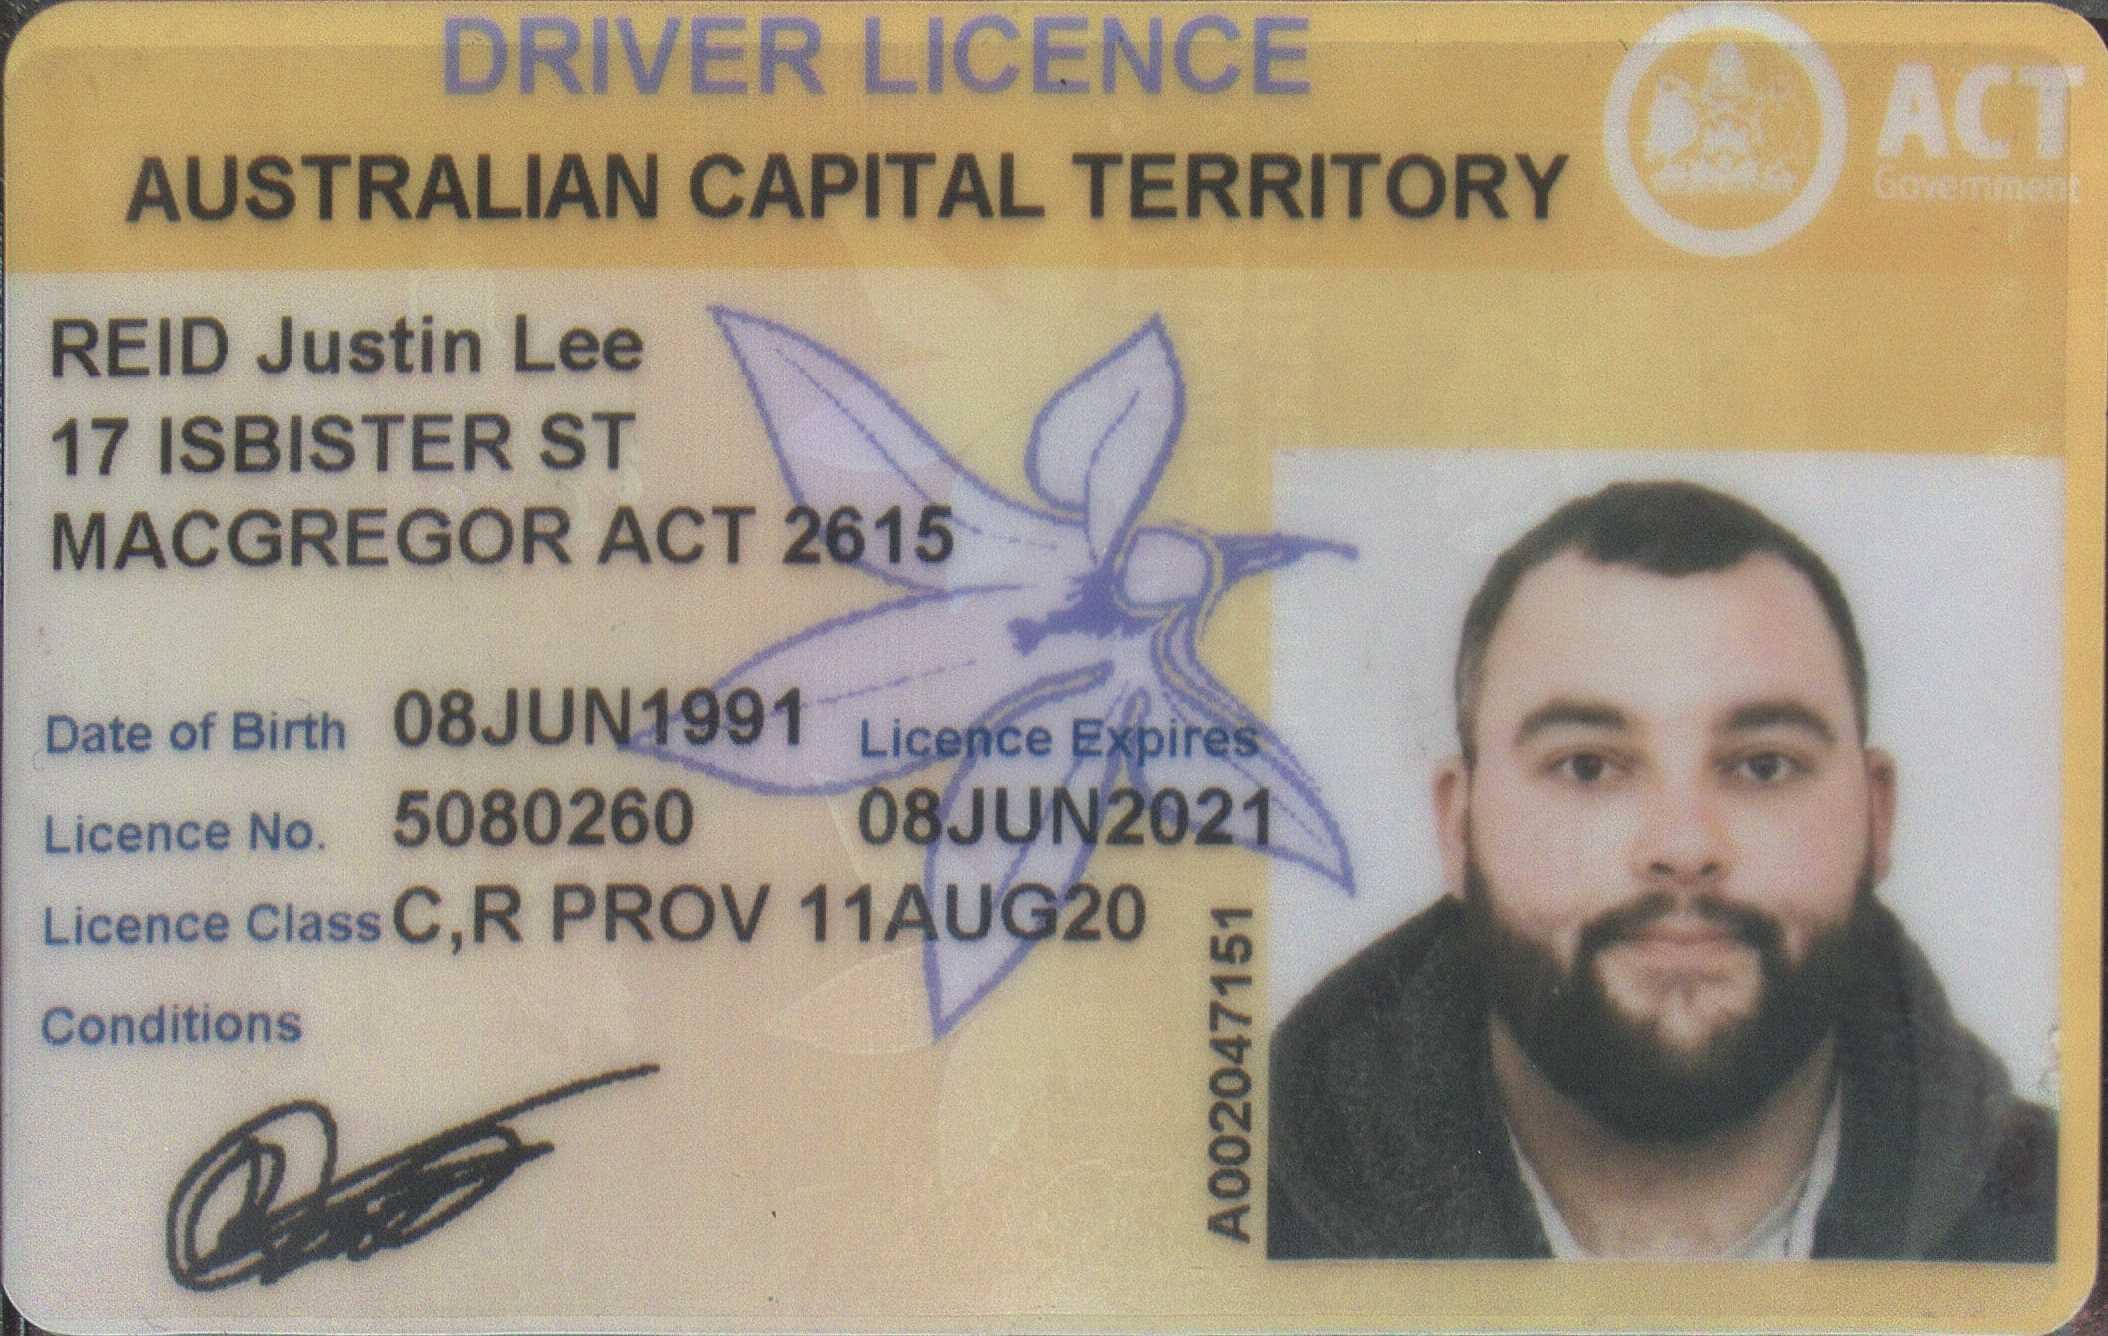 DRIVER LICENCE
AUSTRALIAN CAPITAL TERRITORY
ACT
Government
REID Justin Lee
17 ISBISTER ST
MACGREGOR ACT 2615
Date of Birth 08JUN1991 Licence Expires
Licence No. 5080260 08JUN2021
Licence Class C,R PROV 11AUG20
Conditions
A002047151